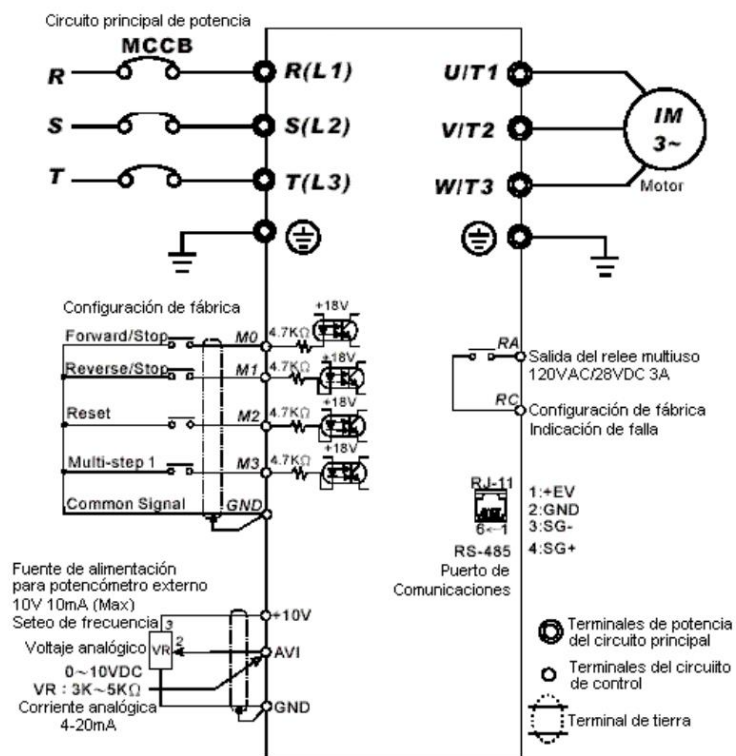 Circuito principal de potencia
MCCB
R
R(L1)
U/T1
S
S(L2)
V/T2
IM
3~
T
T(L3)
W/T3
Motor
Configuración de fábrica
+18V
Forward/Stop
M0
4.7KΩ
+18V
Reverse/Stop
M1
4.7KΩ
+18V
Reset
M2
4.7KΩ
+18V
Multi-step 1
M3
4.7KΩ
Common Signal
GND
RA
Salida del relee multiuso
120VAC/28VDC 3A
RC
Configuración de fábrica
Indicación de falla
RJ-11
6←1
1:+EV
2:GND
3:SG-
4:SG+
RS-485
Puerto de
Comunicaciones
Fuente de alimentación
para potencómetro externo
10V 10mA (Max)
Seteo de frecuencia
3
+10V
Voltaje analógico
VR
2
AVI
0~10VDC
VR : 3K~5KΩ
Corriente analógica
4-20mA
GND
Terminales de potencia
del circuito principal
Terminales del circuiito
de control
Terminal de tierra